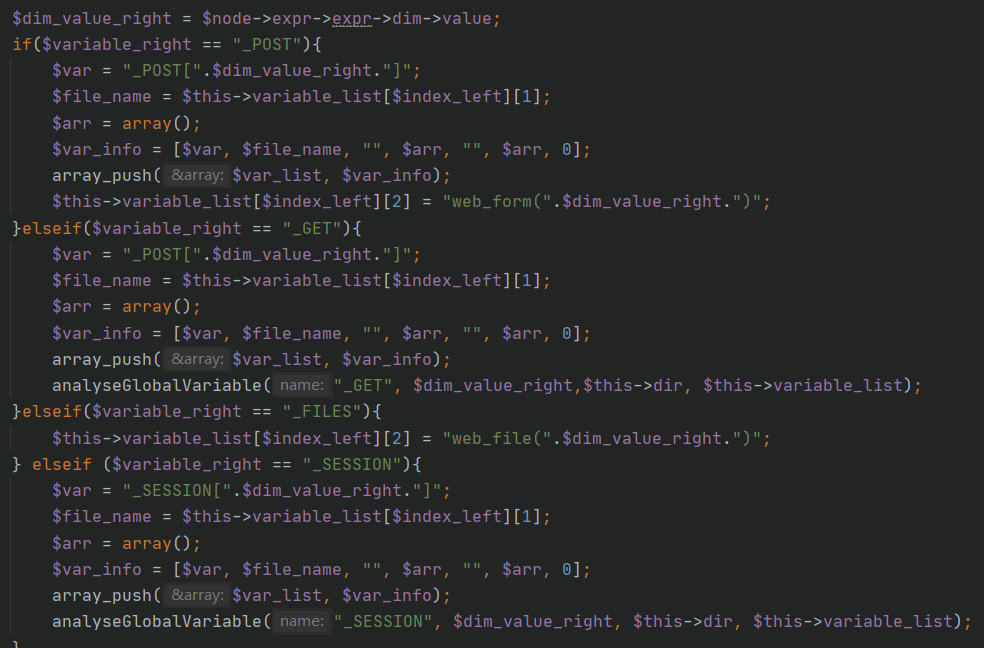 $dim_value_right = $node->expr->expr->dim->value;
if($variable_right == "_POST"){
    $var = "_POST[".$dim_value_right."]";
    $file_name = $this->variable_list[$index_left][1];
    $arr = array();
    $var_info = [$var, $file_name, "", $arr, "", $arr, 0];
    array_push( &array: $var_list, $var_info);
    $this->variable_list[$index_left][2] = "web_form(".$dim_value_right.")";
}elseif($variable_right == "_GET"){
    $var = "_POST[".$dim_value_right."]";
    $file_name = $this->variable_list[$index_left][1];
    $arr = array();
    $var_info = [$var, $file_name, "", $arr, "", $arr, 0];
    array_push( &array: $var_list, $var_info);
    analyseGlobalVariable( name: "_GET", $dim_value_right,$this->dir, $this->variable_list);
}elseif($variable_right == "_FILES"){
    $this->variable_list[$index_left][2] = "web_file(".$dim_value_right.")";
} elseif ($variable_right == "_SESSION"){
    $var = "_SESSION[".$dim_value_right."]";
    $file_name = $this->variable_list[$index_left][1];
    $arr = array();
    $var_info = [$var, $file_name, "", $arr, "", $arr, 0];
    array_push( &array: $var_list, $var_info);
    analyseGlobalVariable( name: "_SESSION", $dim_value_right, $this->dir, $this->variable_list);
}